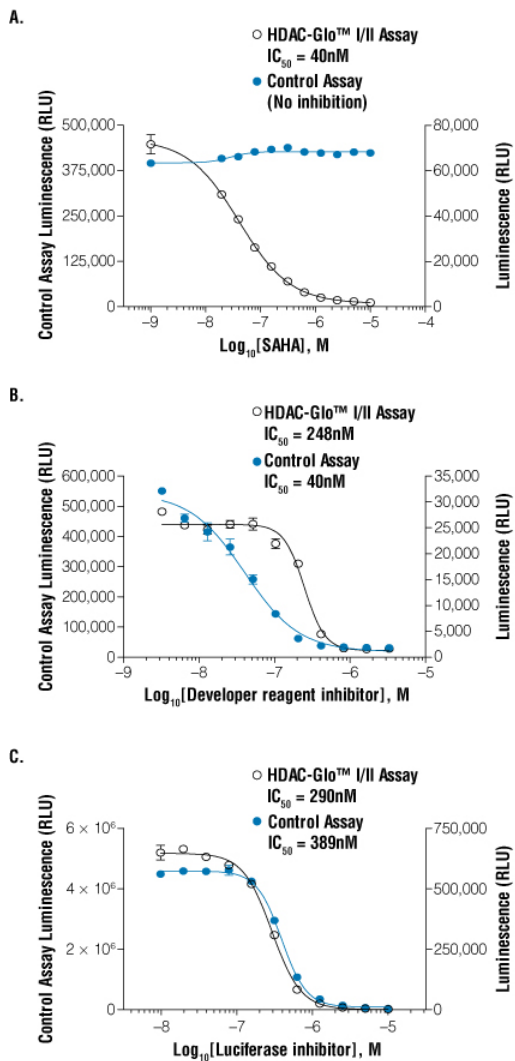 A.
HDAC-Glo™ I/II Assay
IC50 = 40nM
Control Assay
(No inhibition)
Control Assay Luminescence (RLU)
500,000
375,000
250,000
125,000
0
80,000
60,000
40,000
20,000
0
Luminescence (RLU)
–9 –8 –7 –6 –5 –4
Log10[SAHA], M
B.
HDAC-Glo™ I/II Assay
IC50 = 248nM
Control Assay
IC50 = 40nM
Control Assay Luminescence (RLU)
600,000
500,000
400,000
300,000
200,000
100,000
0
35,000
30,000
25,000
20,000
15,000
10,000
5,000
0
Luminescence (RLU)
–9 –8 –7 –6 –5
Log10[Developer reagent inhibitor], M
C.
HDAC-Glo™ I/II Assay
IC50 = 290nM
Control Assay
IC50 = 389nM
Control Assay Luminescence (RLU)
6 × 10⁶
4 × 10⁶
2 × 10⁶
0
750,000
500,000
250,000
0
Luminescence (RLU)
–8 –7 –6 –5
Log10[Luciferase inhibitor], M